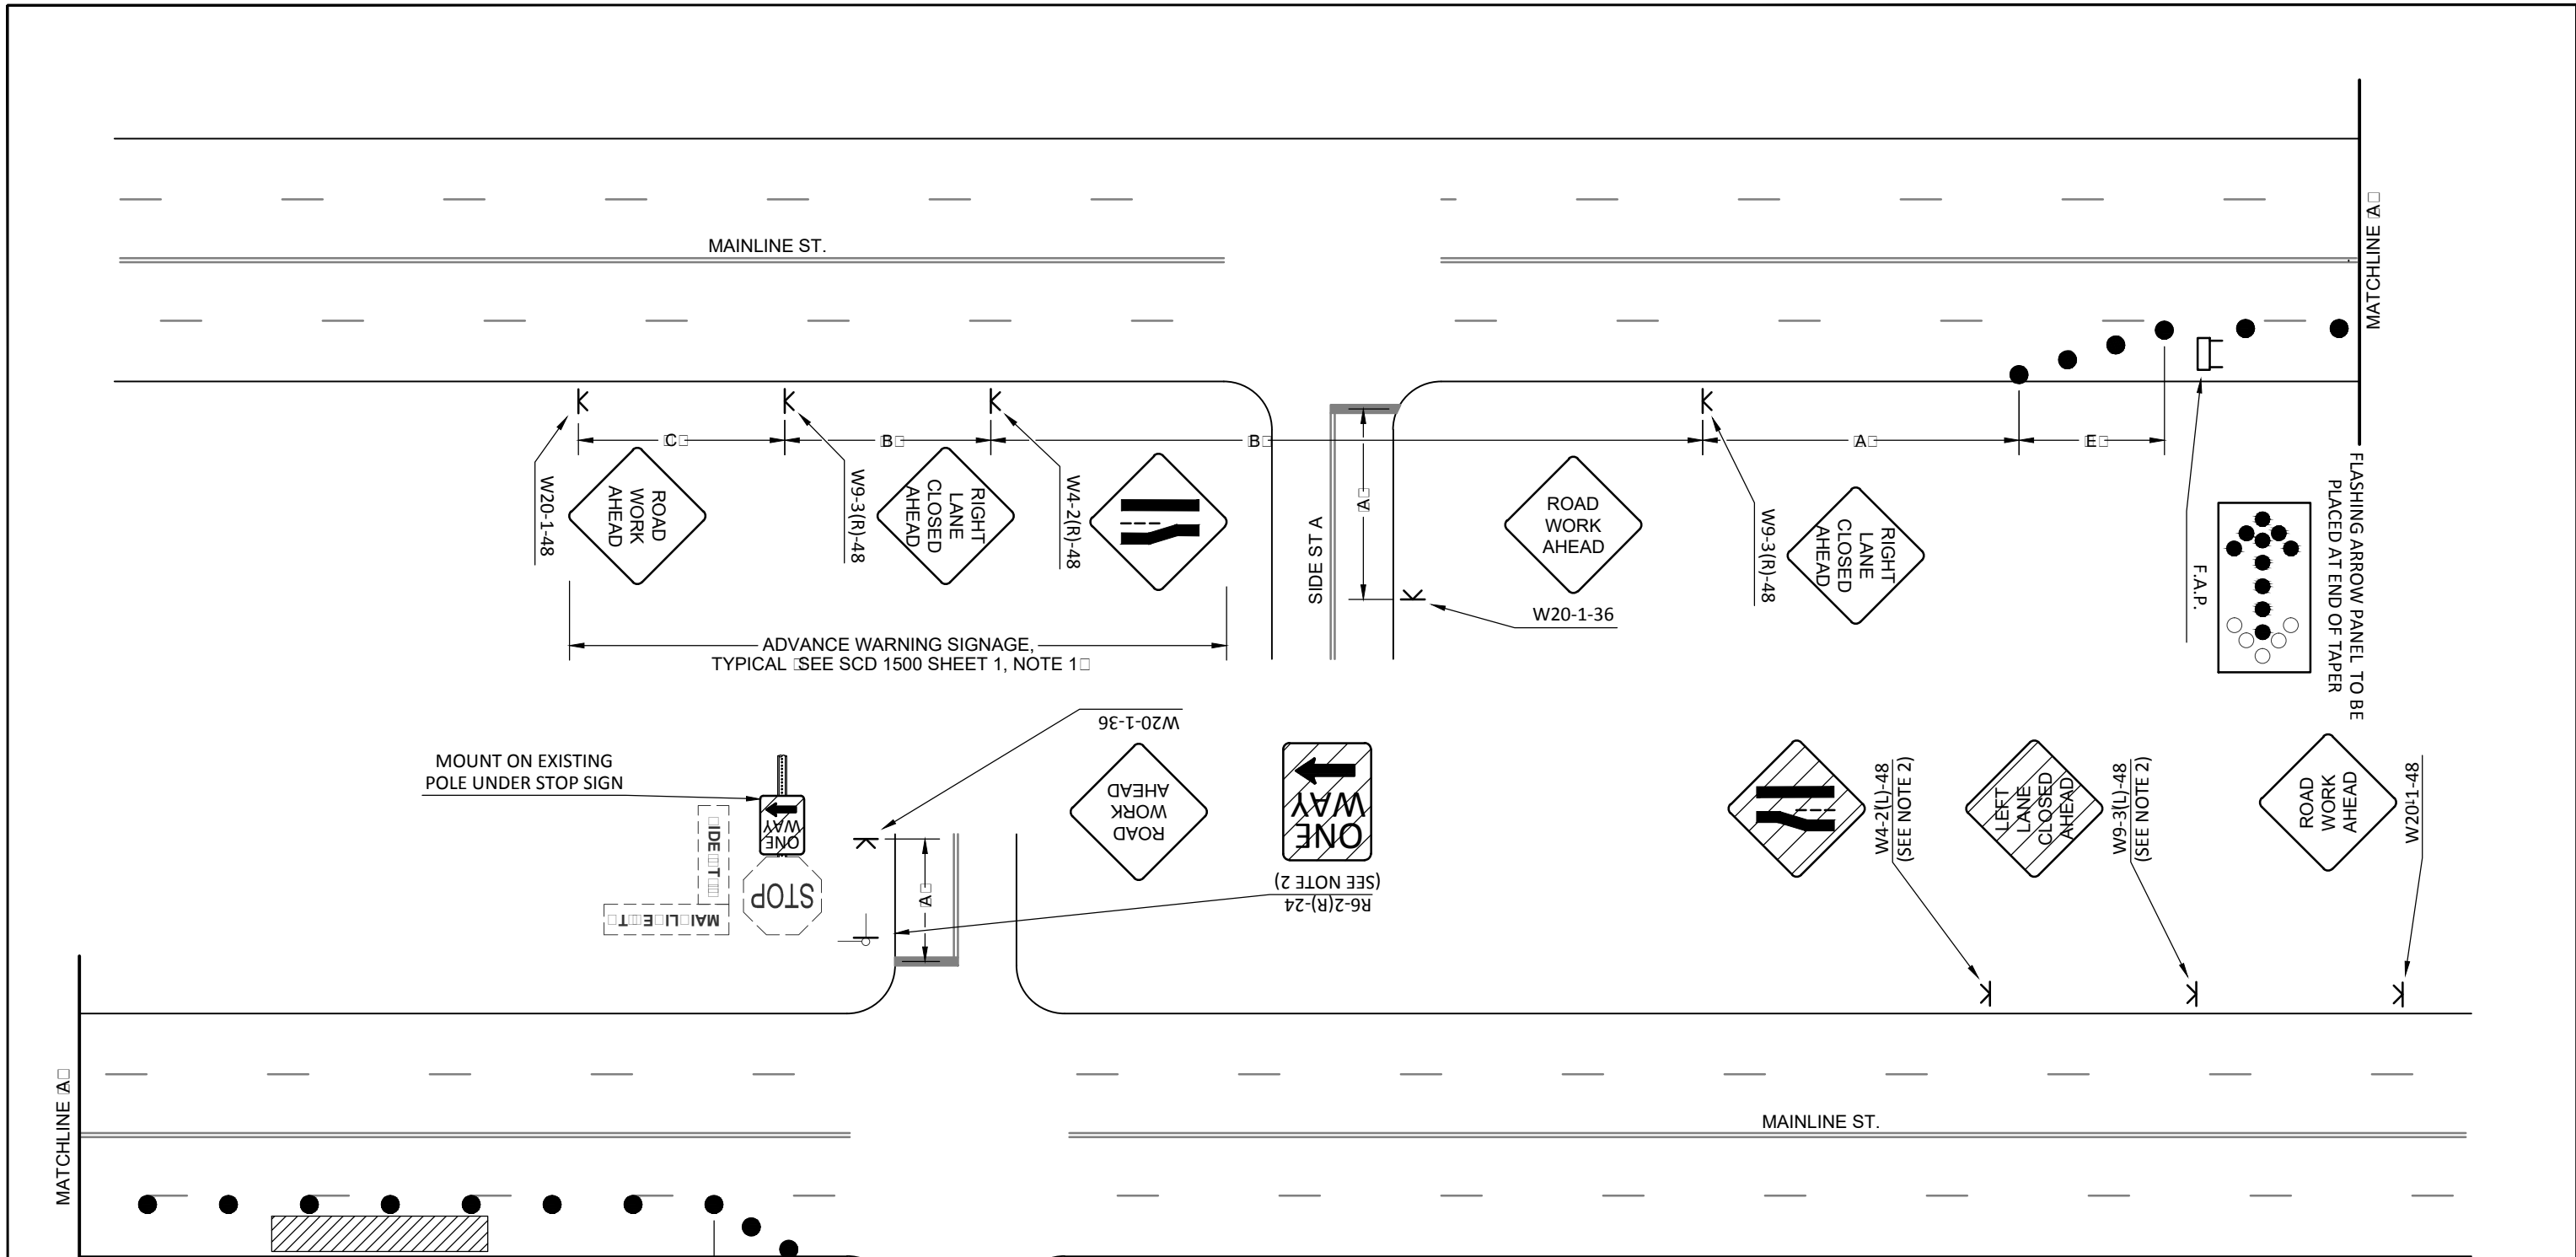 MAINLINE ST.
MATCHLINE A
C
B
B
A
E
A
W20-1-48
ROAD
WORK
AHEAD
W9-3(R)-48
RIGHT
LANE
CLOSED
AHEAD
W4-2(R)-48
SIDE ST A
ROAD
WORK
AHEAD
W20-1-36
W9-3(R)-48
RIGHT
LANE
CLOSED
AHEAD
F.A.P.
FLASHING ARROW PANEL TO BE
PLACED AT END OF TAPER
ADVANCE WARNING SIGNAGE,
TYPICAL SEE SCD 1500 SHEET 1, NOTE 1
MOUNT ON EXISTING
POLE UNDER STOP SIGN
ONE
WAY
STOP
W20-1-36
ROAD
WORK
AHEAD
ONE
WAY
R6-2(R)-24
(SEE NOTE 2)
A
W4-2(L)-48
(SEE NOTE 2)
LEFT
LANE
CLOSED
AHEAD
W9-3(L)-48
(SEE NOTE 2)
ROAD
WORK
AHEAD
W20-1-48
MATCHLINE A
MAINLINE ST.